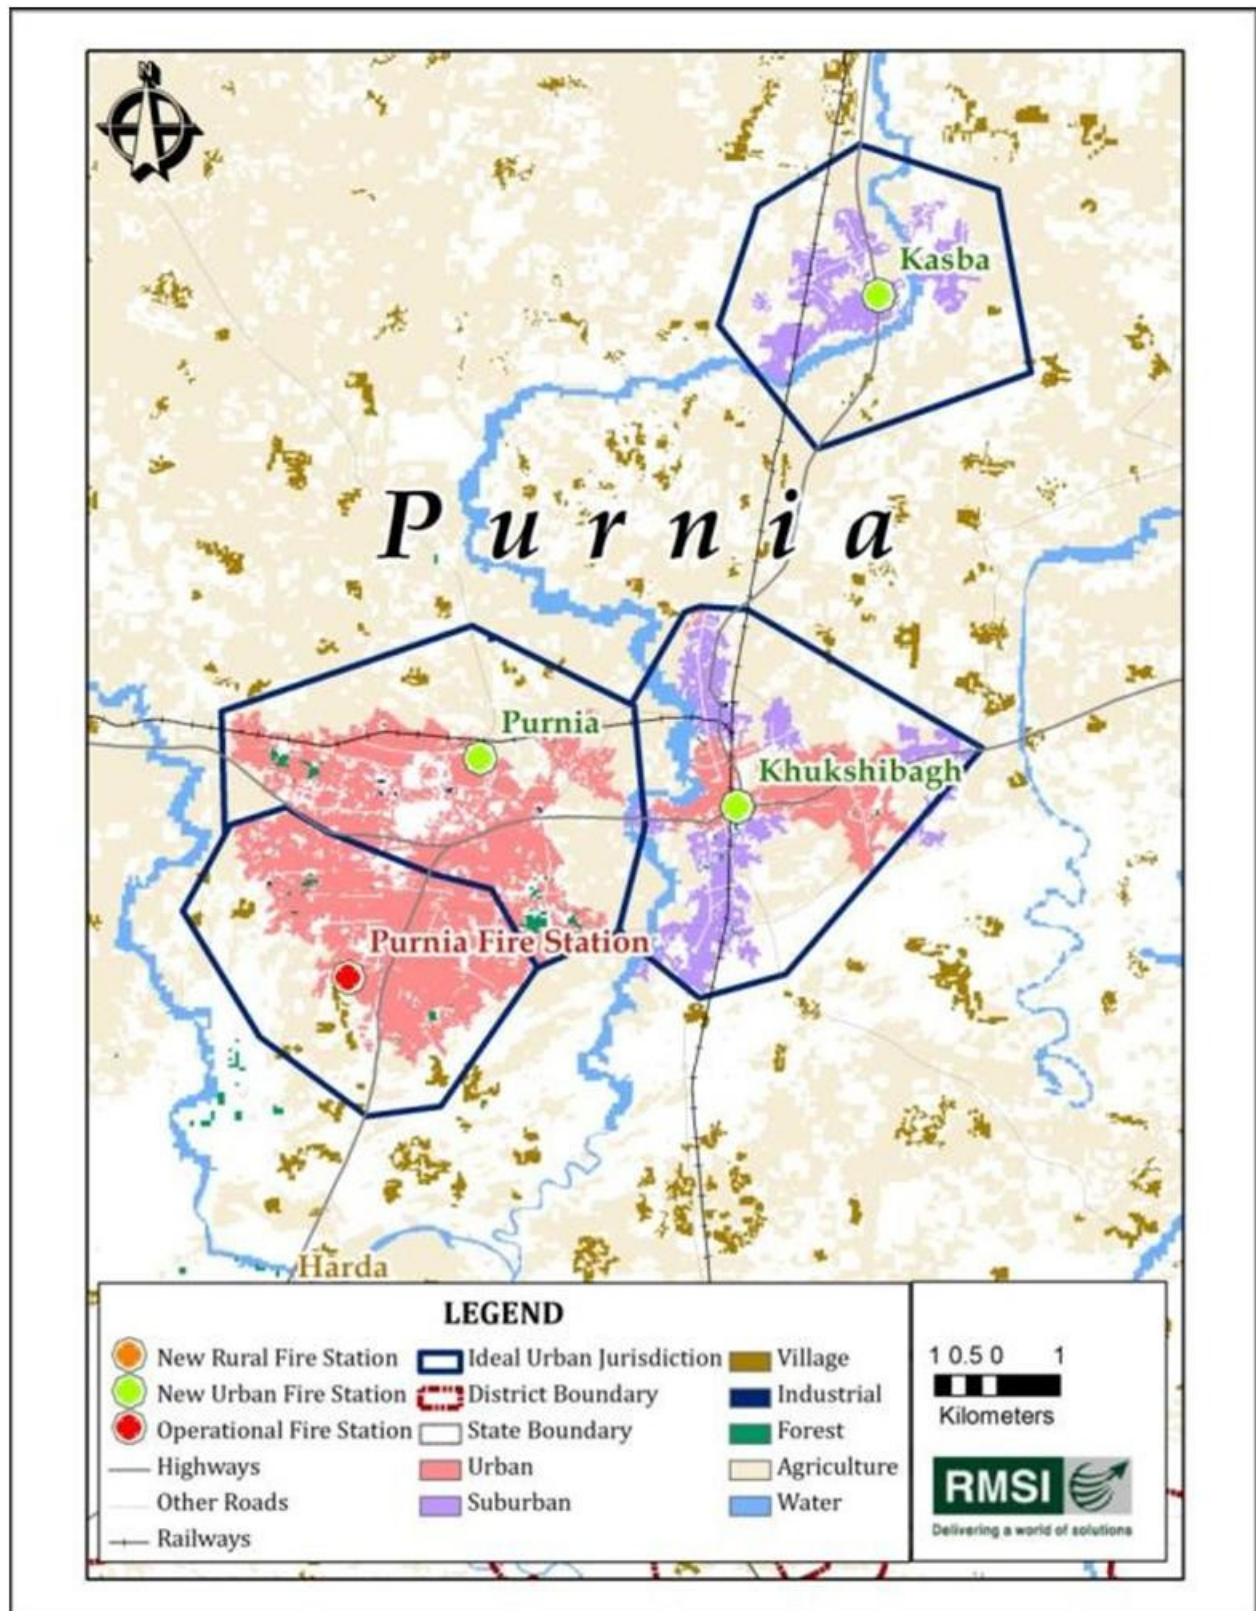 N
Kasba
Purnia
Purnia
Khukshibagh
Purnia Fire Station
Harda
LEGEND
New Rural Fire Station
New Urban Fire Station
Operational Fire Station
Highways
Other Roads
Railways
Ideal Urban Jurisdiction
District Boundary
State Boundary
Urban
Suburban
Village
Industrial
Forest
Agriculture
Water
1 0.5 0 1
Kilometers
RMSI
Delivering a world of solutions